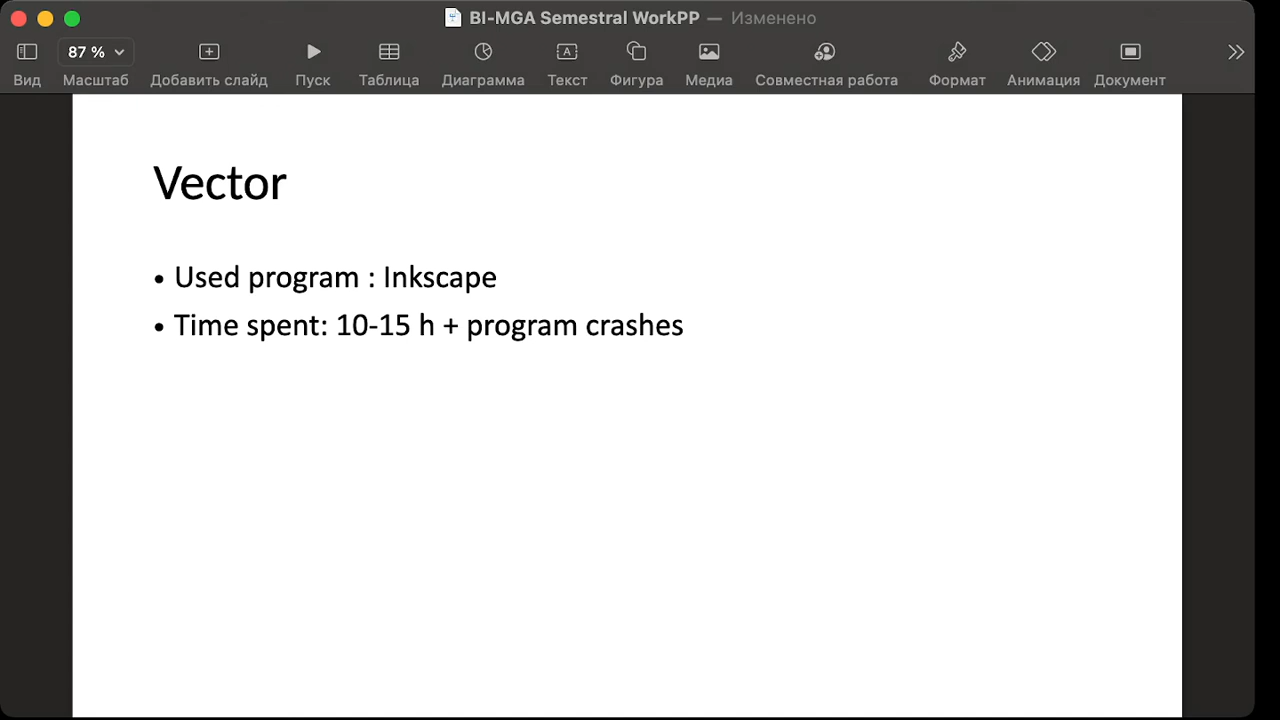 BI-MGA Semestral WorkPP — Изменено
87 %
Вид Масштаб Добавить слайд Пуск Таблица Диаграмма Текст Фигура Медиа Совместная работа Формат Анимация Документ
Vector
• Used program : Inkscape
• Time spent: 10-15 h + program crashes